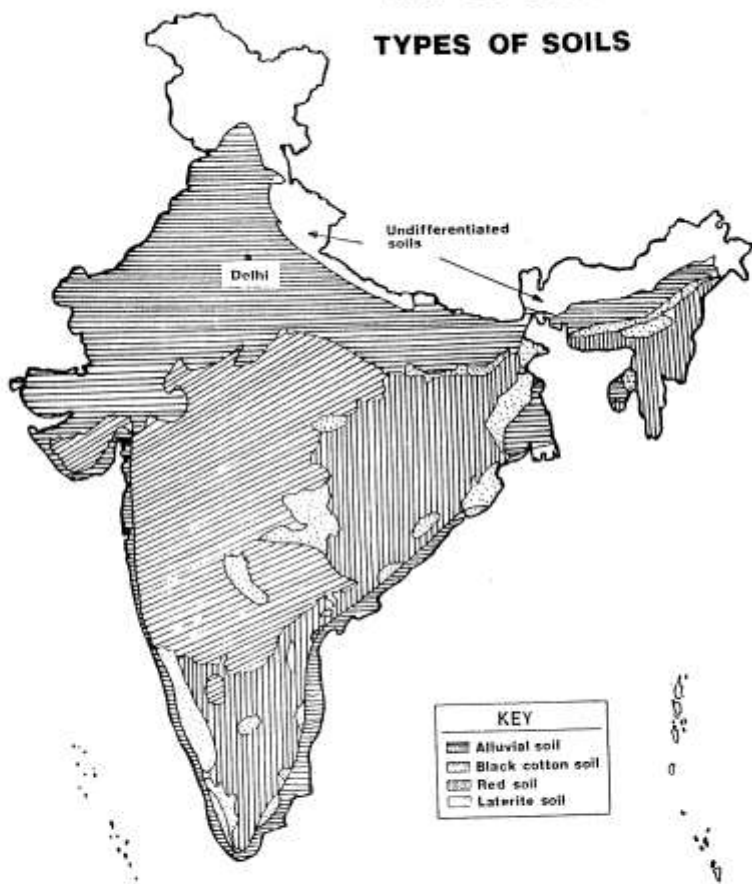 TYPES OF SOILS
Undifferentiated
soils
Delhi
KEY
Alluvial soil
Black cotton soil
Red soil
Laterite soil